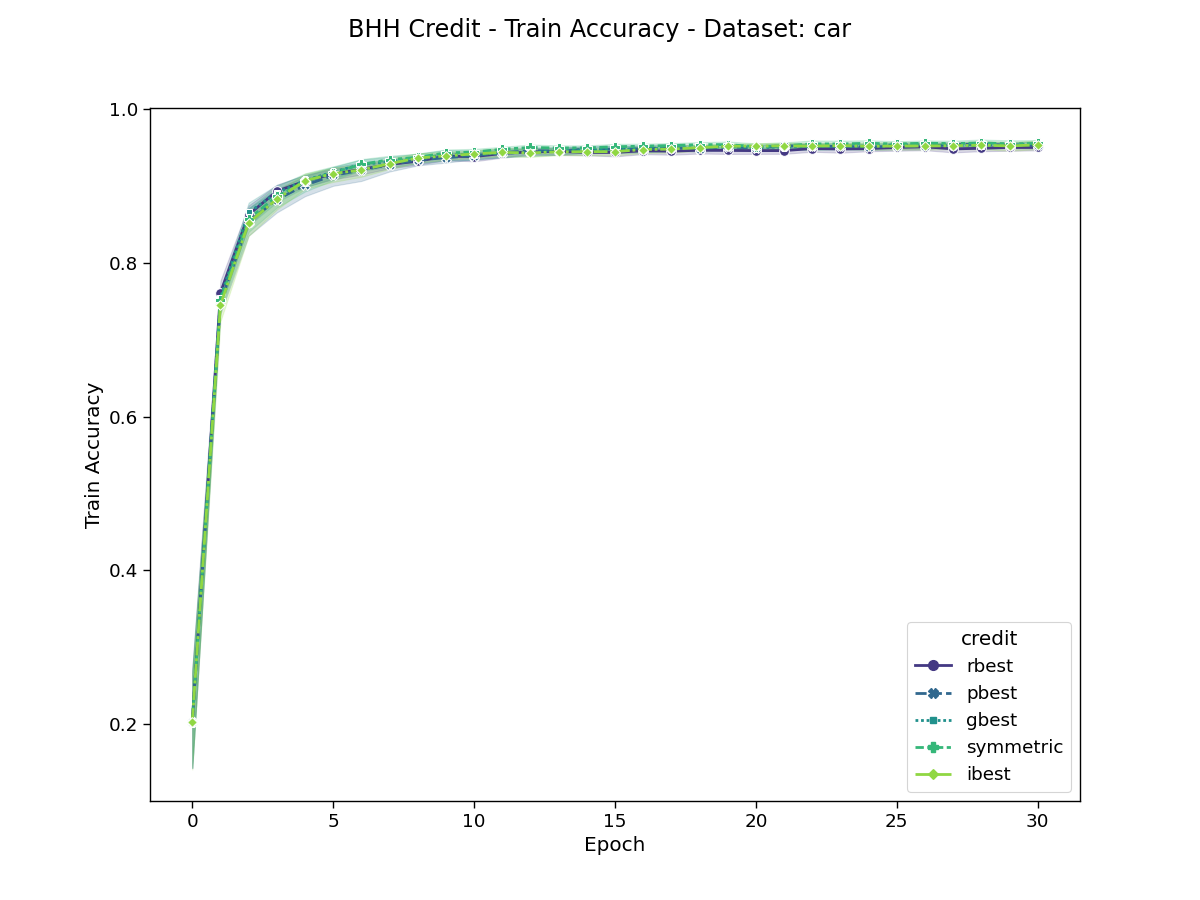 BHH Credit - Train Accuracy - Dataset: car
1.0
0.8
0.6
0.4
0.2
Train Accuracy
0 5 10 15 20 25 30
Epoch
credit
rbest
pbest
gbest
symmetric
ibest